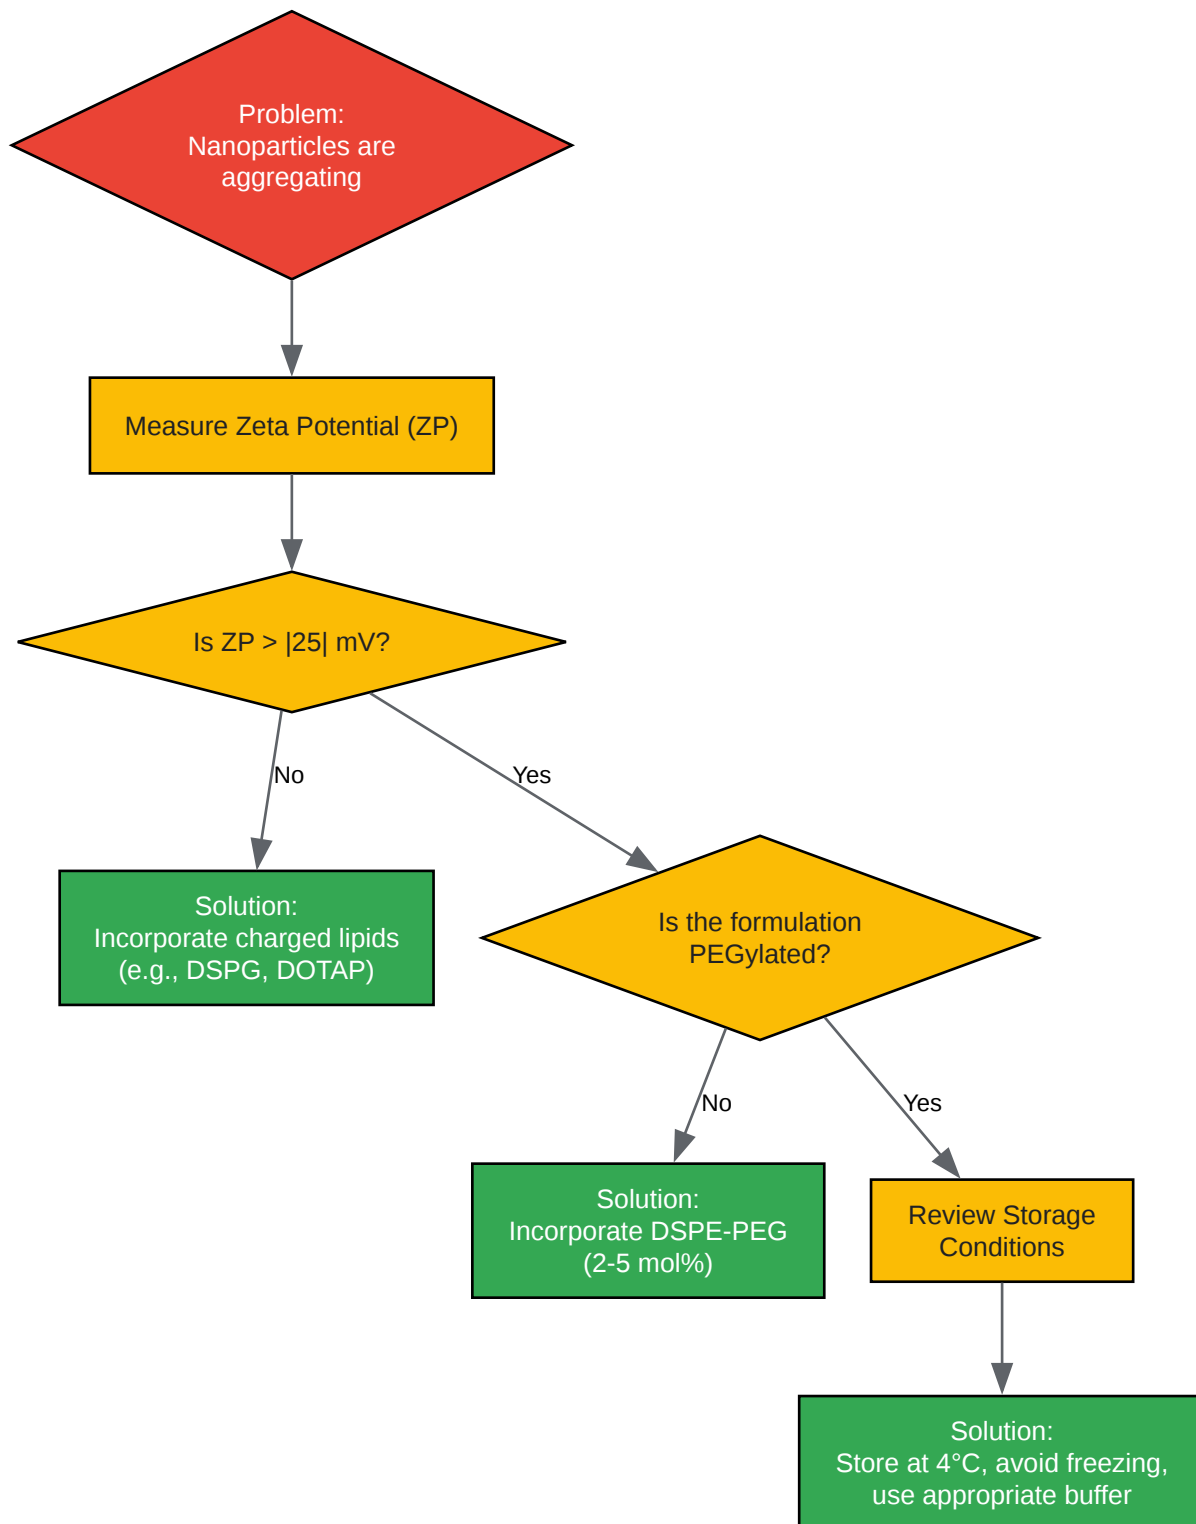 Problem:
Nanoparticles are
aggregating
Measure Zeta Potential (ZP)
Is ZP > |25| mV?
No
Yes
Solution:
Incorporate charged lipids
(e.g., DSPG, DOTAP)
Is the formulation
PEGylated?
No
Yes
Solution:
Incorporate DSPE-PEG
(2-5 mol%)
Review Storage
Conditions
Solution:
Store at 4°C, avoid freezing,
use appropriate buffer